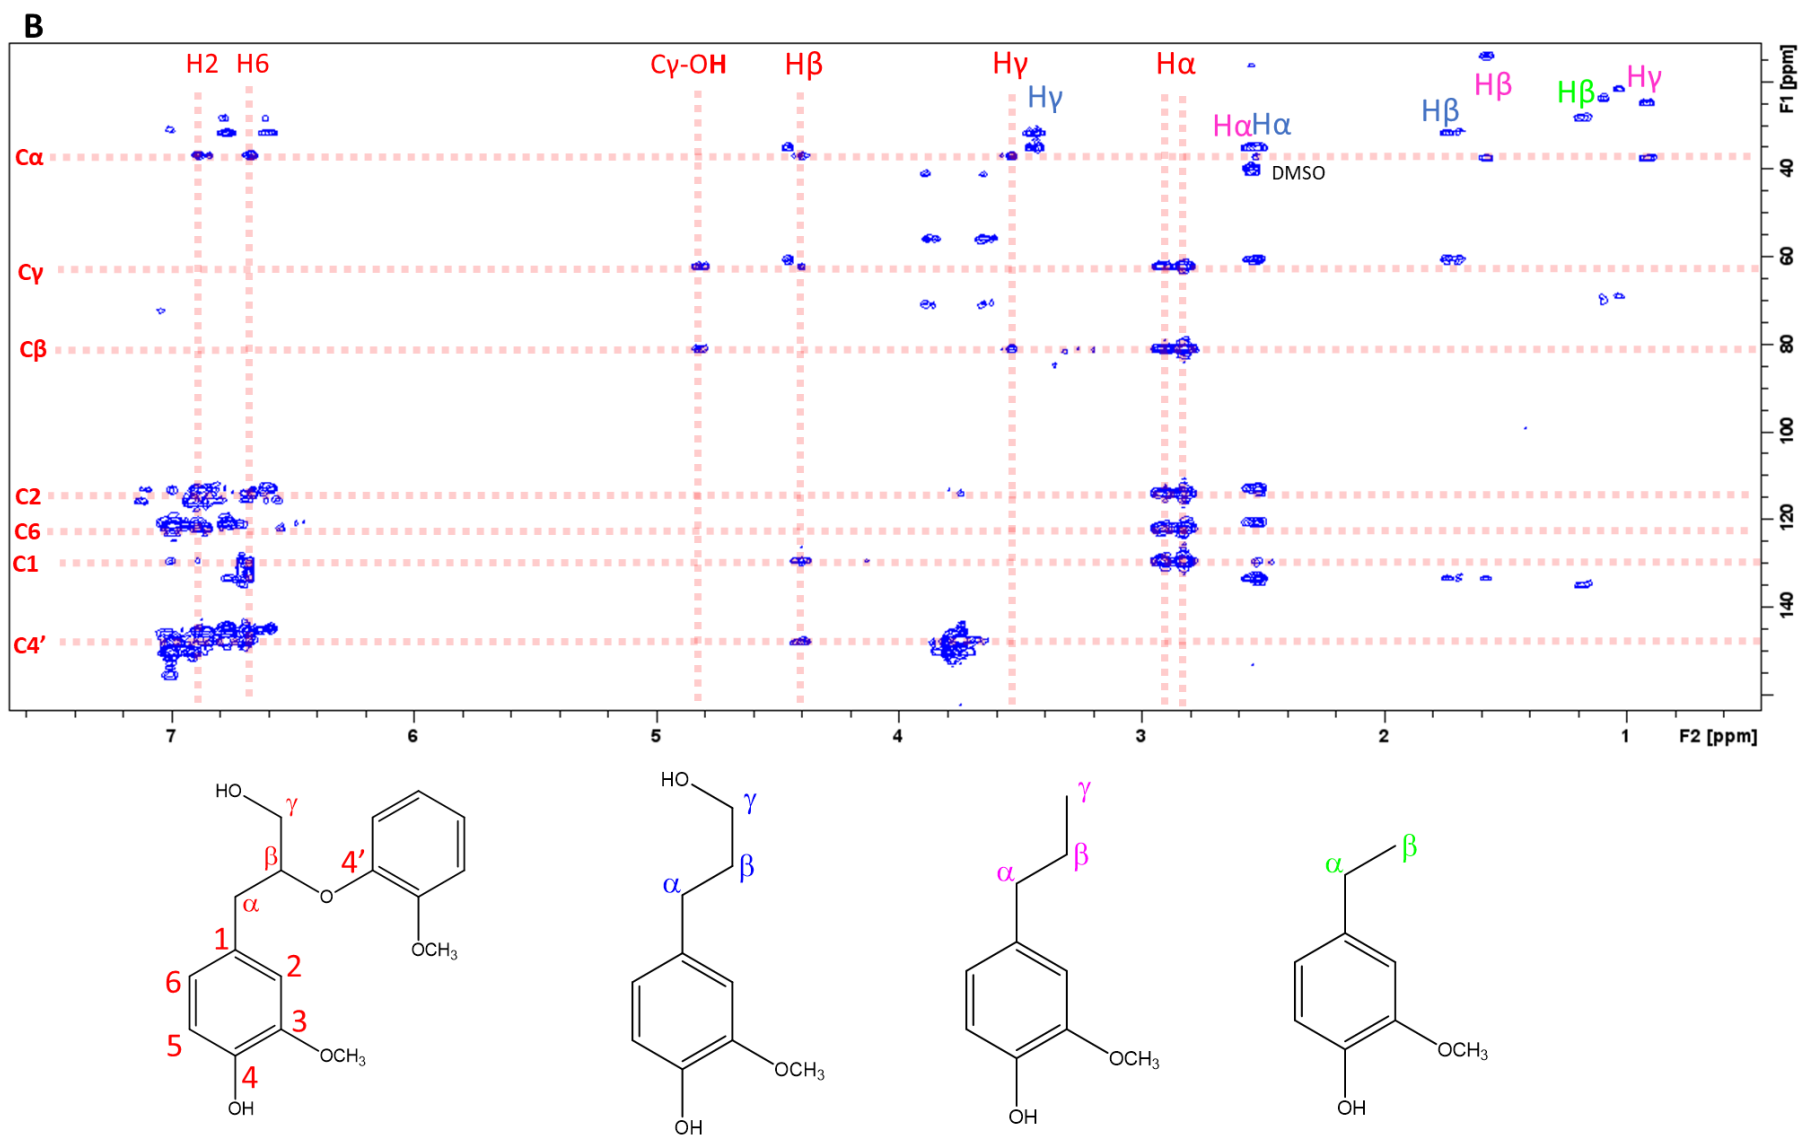 B
H2 H6 Cγ-OH Hβ Hγ Hα
Hγ Hβ Hβ Hβ Hγ
HαHα
DMSO
Cα
Cγ
Cβ
C2
C6
C1
C4’
F1 [ppm]
40
60
80
100
120
140
7 6 5 4 3 2 1 F2 [ppm]
HO γ
β 4’
O
α
OCH3
1
2
6
3
5
OCH3
4
OH
HO
γ
β
α
OCH3
OH
γ
β
α
OCH3
OH
β
α
OCH3
OH